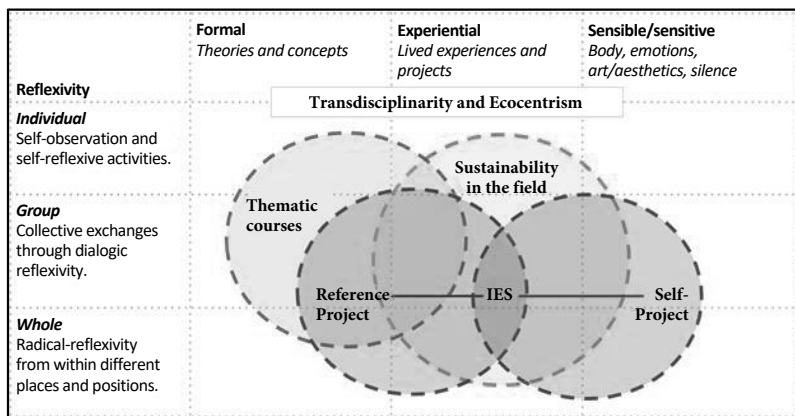 Formal
Theories and concepts
Experiential
Lived experiences and
projects
Sensible/sensitive
Body, emotions,
art/aesthetics, silence
Reflexivity
Transdisciplinarity and Ecocentrism
Individual
Self-observation and
self-reflexive activities.
Sustainability
in the field
Thematic
courses
Group
Collective exchanges
through dialogic
reflexivity.
Reference
Project
IES
Self-
Project
Whole
Radical-reflexivity
from within different
places and positions.